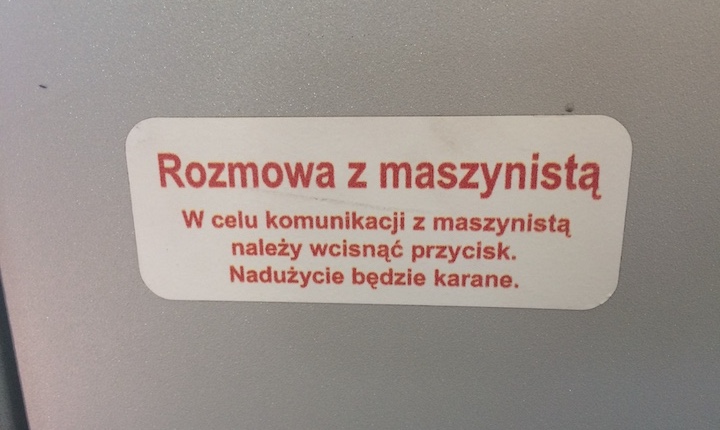 Rozmowa z maszynistą
W celu komunikacji z maszynistą
należy wcisnąć przycisk.
Nadużycie będzie karane.